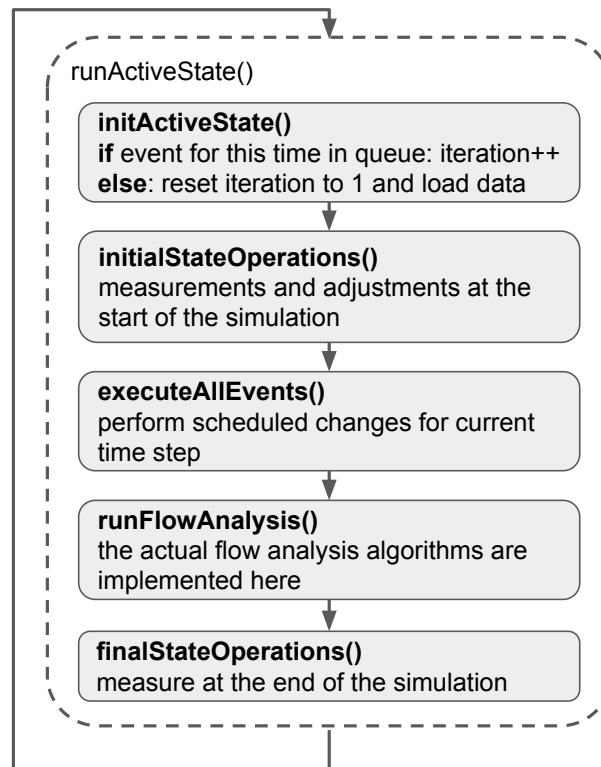 runActiveState()
initActiveState()
if event for this time in queue: iteration++
else: reset iteration to 1 and load data
initialStateOperations()
measurements and adjustments at the
start of the simulation
executeAllEvents()
perform scheduled changes for current
time step
runFlowAnalysis()
the actual flow analysis algorithms are
implemented here
finalStateOperations()
measure at the end of the simulation